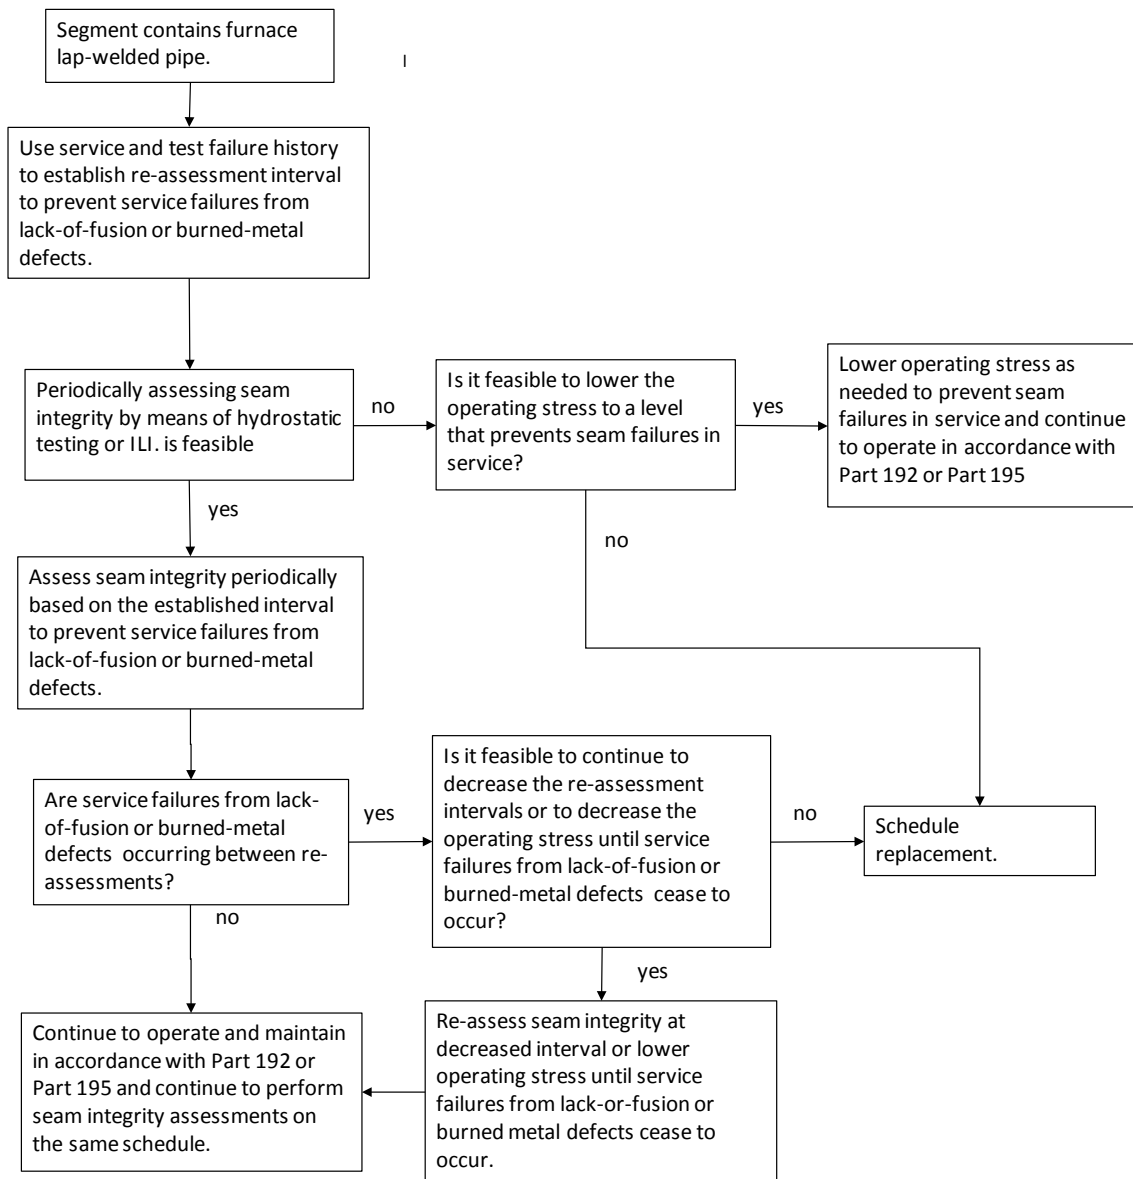 Segment contains furnace
lap-welded pipe.
I
Use service and test failure history
to establish re-assessment interval
to prevent service failures from
lack-of-fusion or burned-metal
defects.
Periodically assessing seam
integrity by means of hydrostatic
testing or ILI. is feasible
no
Is it feasible to lower the
operating stress to a level
that prevents seam failures in
service?
yes
Lower operating stress as
needed to prevent seam
failures in service and continue
to operate in accordance with
Part 192 or Part 195
yes
no
Assess seam integrity periodically
based on the established interval
to prevent service failures from
lack-of-fusion or burned-metal
defects.
Are service failures from lack-
of-fusion or burned-metal
defects  occurring between re-
assessments?
yes
Is it feasible to continue to
decrease the re-assessment
intervals or to decrease the
operating stress until service
failures from lack-of-fusion or
burned-metal defects  cease to
occur?
no
Schedule
replacement.
no
yes
Continue to operate and maintain
in accordance with Part 192 or
Part 195 and continue to perform
seam integrity assessments on
the same schedule.
Re-assess seam integrity at
decreased interval or lower
operating stress until service
failures from lack-or-fusion or
burned metal defects cease to
occur.